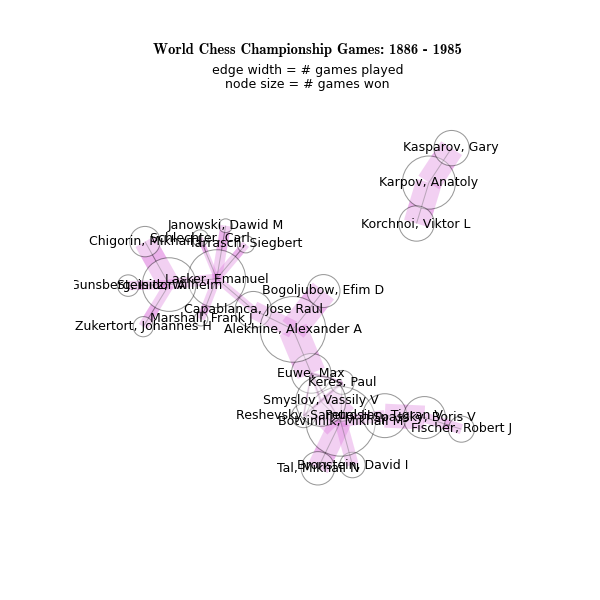 World Chess Championship Games: 1886 - 1985
edge width = # games played
node size = # games won
Kasparov, Gary
Karpov, Anatoly
Korchnoi, Viktor L
Janowski, Dawid M
Schlechter, Carl
Chigorin, Mikhail I
Tarrasch, Siegbert
Lasker, Emanuel
Gunsberg, Isidor A
Steinitz, Wilhelm
Bogoljubow, Efim D
Capablanca, Jose Raul
Marshall, Frank J
Zukertort, Johannes H
Alekhine, Alexander A
Euwe, Max
Keres, Paul
Smyslov, Vassily V
Reshevsky, Samuel H
Petrosian, Tigran V
Spassky, Boris V
Botvinnik, Mikhail M
Fischer, Robert J
Bronstein, David I
Tal, Mikhail N